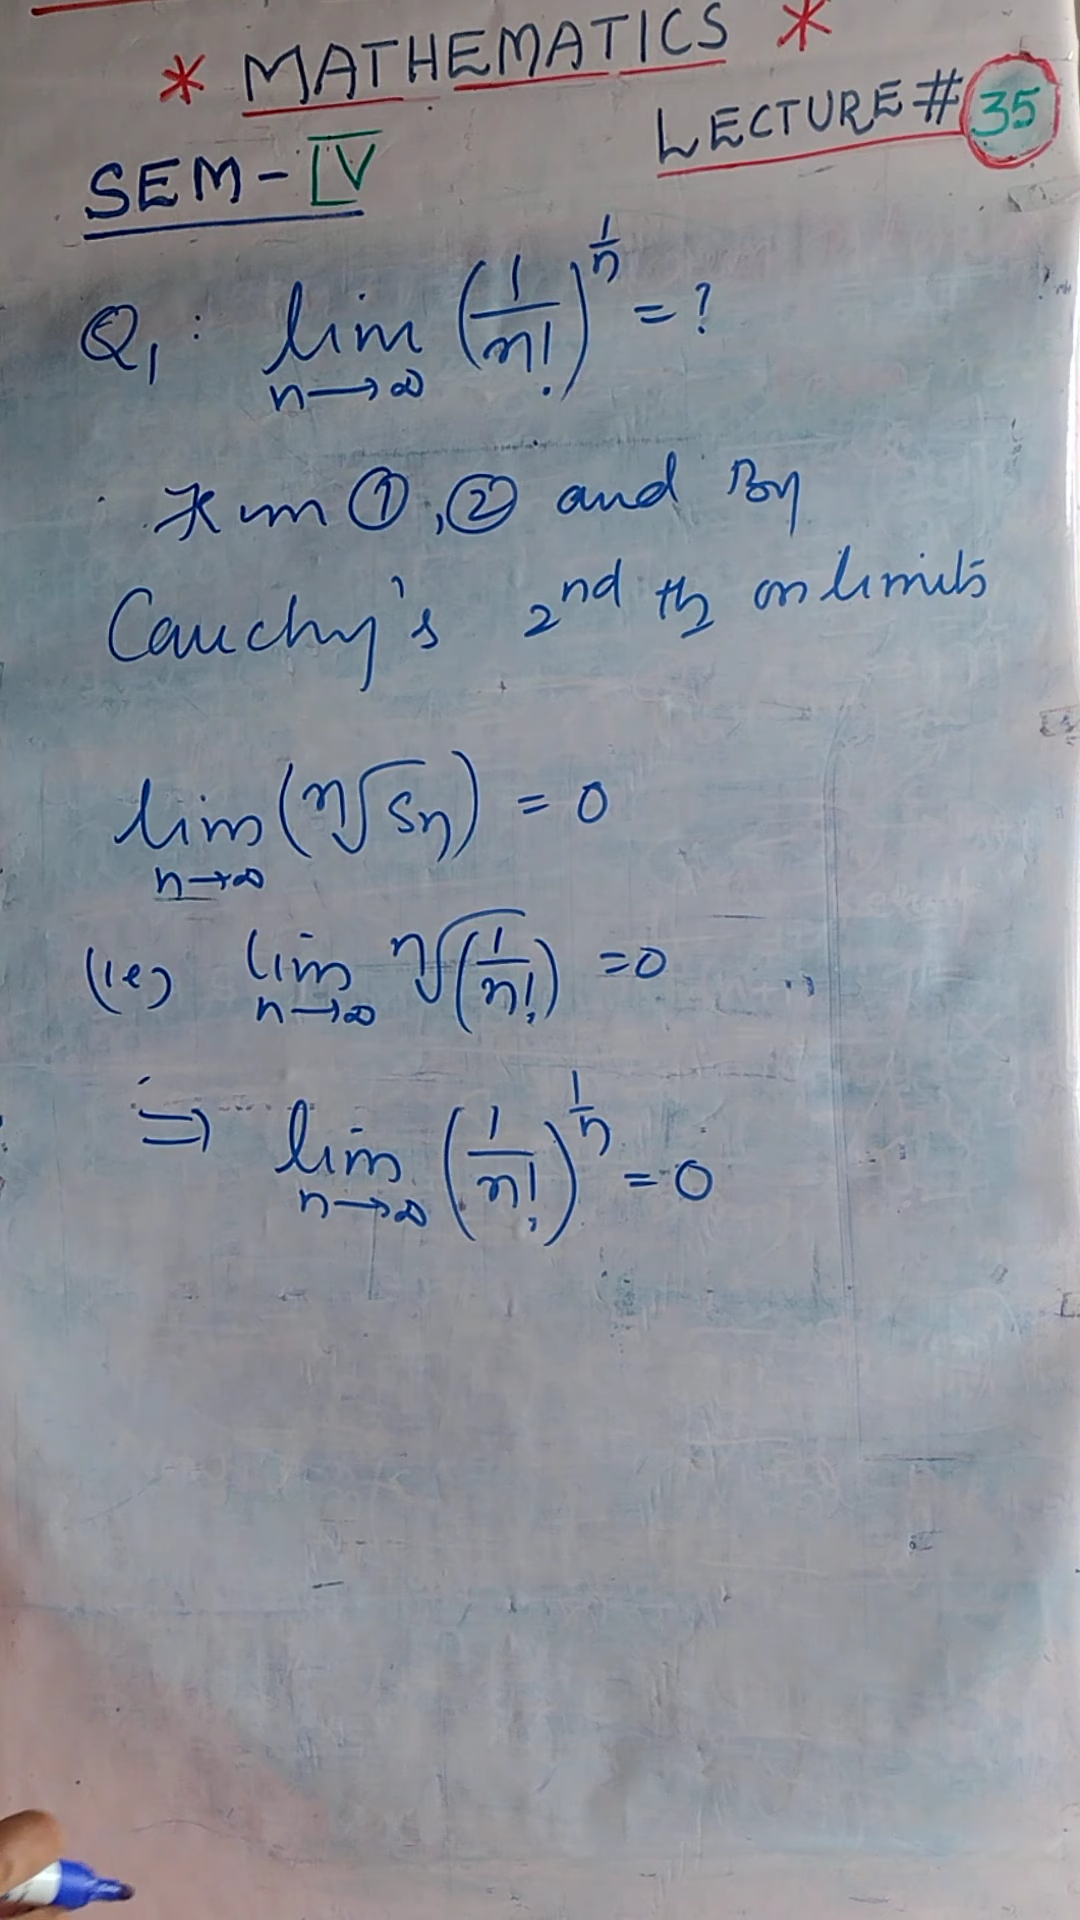 * MATHEMATICS *
LECTURE # 35
SEM-IV
Q1: lim n→∞ (1/n!)^(1/n) = ?
From ①, ② and By
Cauchy's 2nd th on limits
lim n→∞ (ⁿ√Sn) = 0
(ie) lim n→∞ ⁿ√(1/n!) = 0
⇒ lim n→∞ (1/n!)^(1/n) = 0